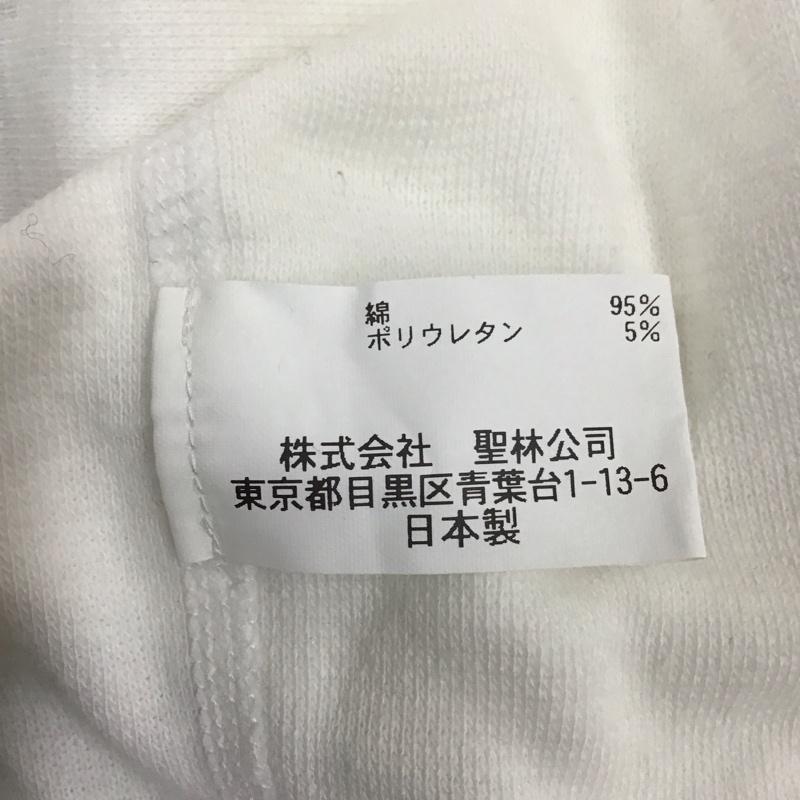 綿 95%
ポリウレタン 5%
株式会社 聖林公司
東京都目黒区青葉台1-13-6
日本製